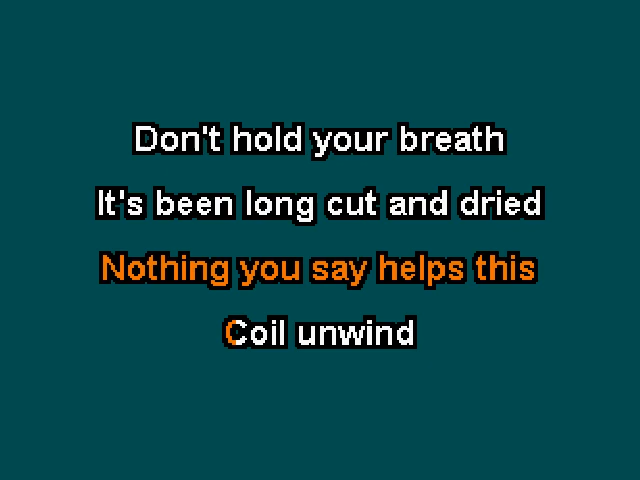 Don't hold your breath
It's been long cut and dried
Nothing you say helps this
Coil unwind